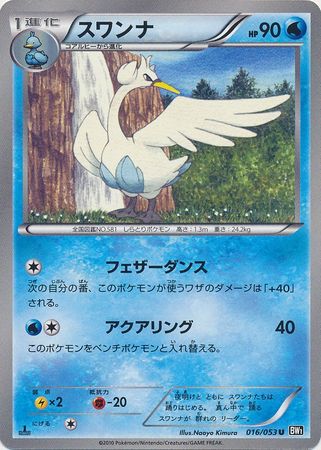 1進化 スワンナ HP90
コアルヒーから進化
全国図鑑NO.581 しらとりポケモン 高さ：1.3m 重さ：24.2kg
フェザーダンス
次の自分の番、このポケモンが使うワザのダメージは「+40」
される。
アクアリング 40
このポケモンをベンチポケモンと入れ替える。
弱点 ×2 抵抗力 -20
にげる
夜明けと ともに スワンナたちは
踊りはじめる。 真ん中で 踊る
スワンナが 群れの リーダー。
Illus.Naoyo Kimura 016/053 U BW1
©2010 Pokémon/Nintendo/Creatures/GAME FREAK.